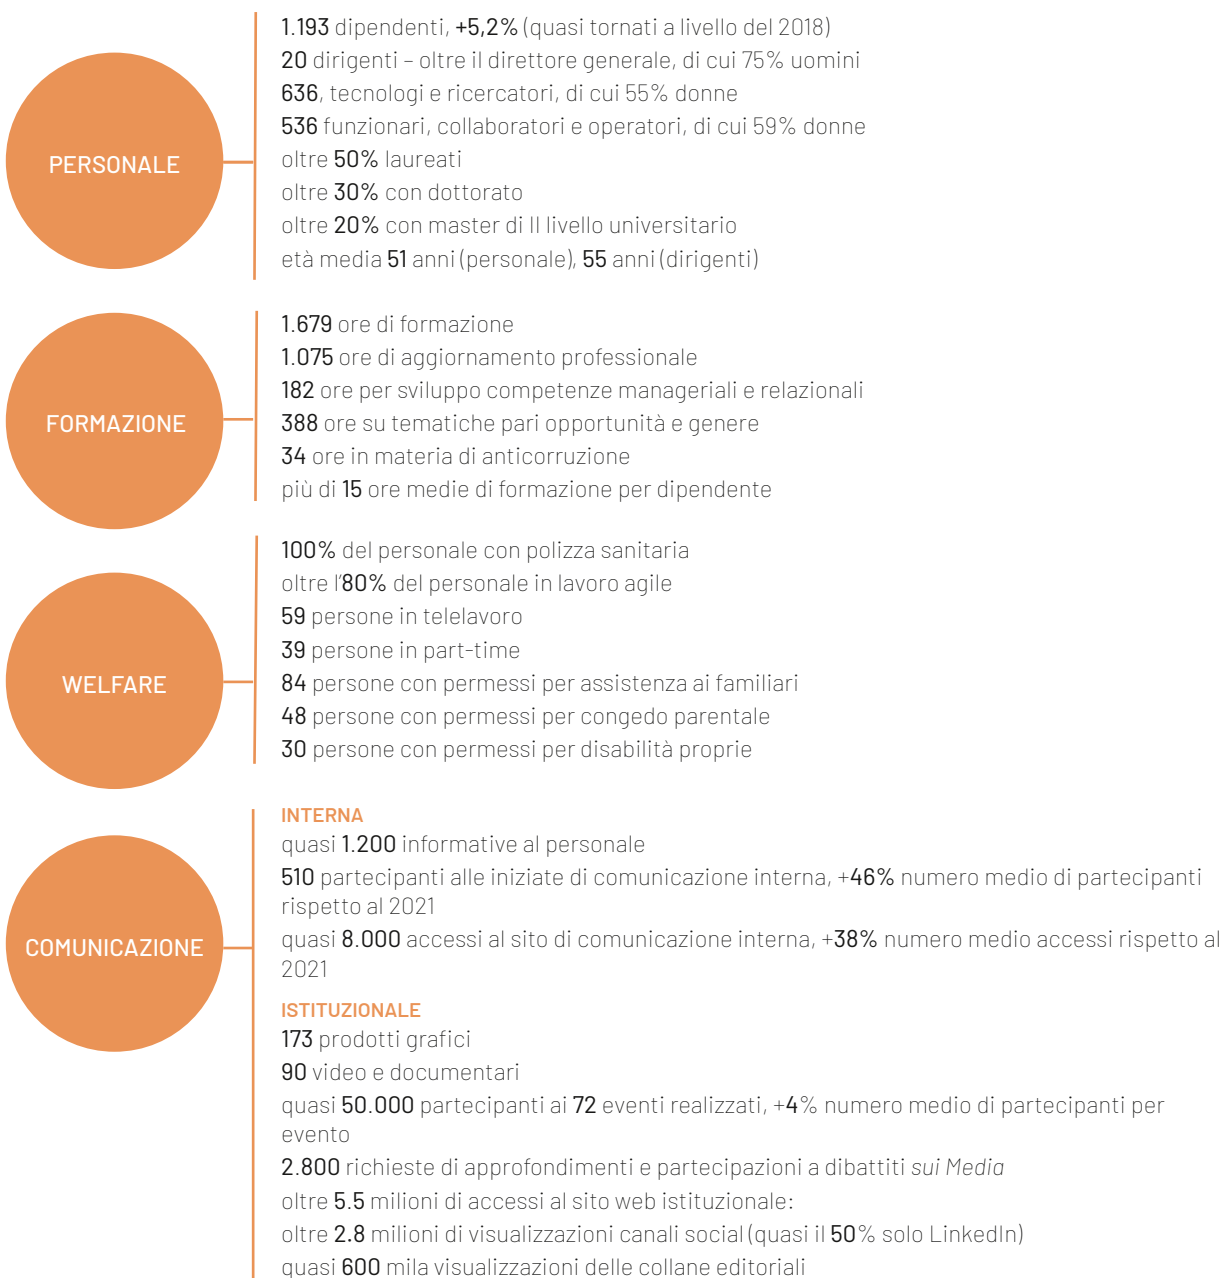 PERSONALE
1.193 dipendenti, +5,2% (quasi tornati a livello del 2018)
20 dirigenti – oltre il direttore generale, di cui 75% uomini
636, tecnologi e ricercatori, di cui 55% donne
536 funzionari, collaboratori e operatori, di cui 59% donne
oltre 50% laureati
oltre 30% con dottorato
oltre 20% con master di II livello universitario
età media 51 anni (personale), 55 anni (dirigenti)
FORMAZIONE
1.679 ore di formazione
1.075 ore di aggiornamento professionale
182 ore per sviluppo competenze manageriali e relazionali
388 ore su tematiche pari opportunità e genere
34 ore in materia di anticorruzione
più di 15 ore medie di formazione per dipendente
WELFARE
100% del personale con polizza sanitaria
oltre l'80% del personale in lavoro agile
59 persone in telelavoro
39 persone in part-time
84 persone con permessi per assistenza ai familiari
48 persone con permessi per congedo parentale
30 persone con permessi per disabilità proprie
COMUNICAZIONE
INTERNA
quasi 1.200 informative al personale
510 partecipanti alle iniziate di comunicazione interna, +46% numero medio di partecipanti
rispetto al 2021
quasi 8.000 accessi al sito di comunicazione interna, +38% numero medio accessi rispetto al
2021
ISTITUZIONALE
173 prodotti grafici
90 video e documentari
quasi 50.000 partecipanti ai 72 eventi realizzati, +4% numero medio di partecipanti per
evento
2.800 richieste di approfondimenti e partecipazioni a dibattiti sui Media
oltre 5.5 milioni di accessi al sito web istituzionale:
oltre 2.8 milioni di visualizzazioni canali social (quasi il 50% solo LinkedIn)
quasi 600 mila visualizzazioni delle collane editoriali